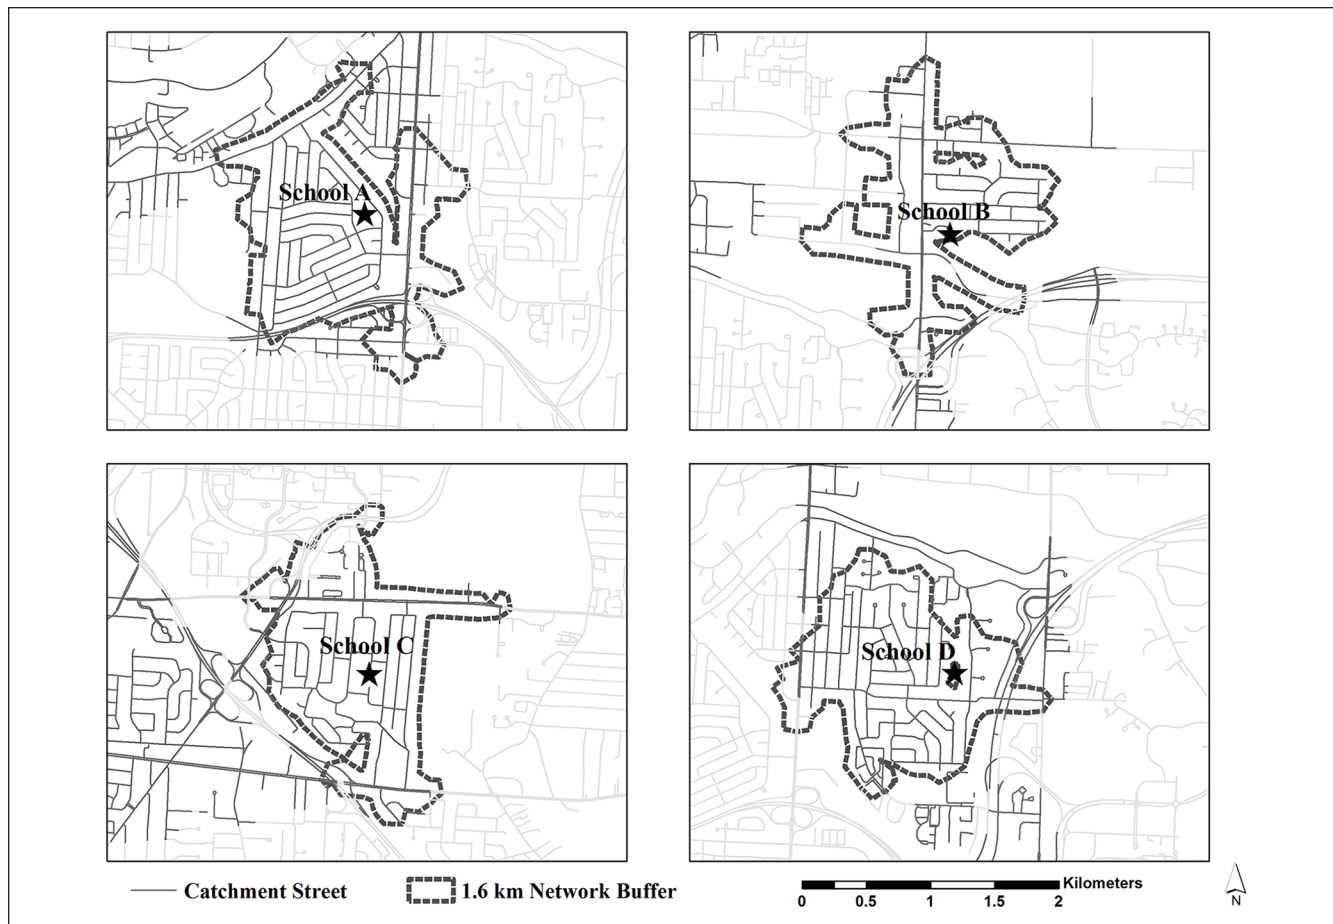 School A
School B
School C
School D
Catchment Street
1.6 km Network Buffer
Kilometers
0 0.5 1 1.5 2
N